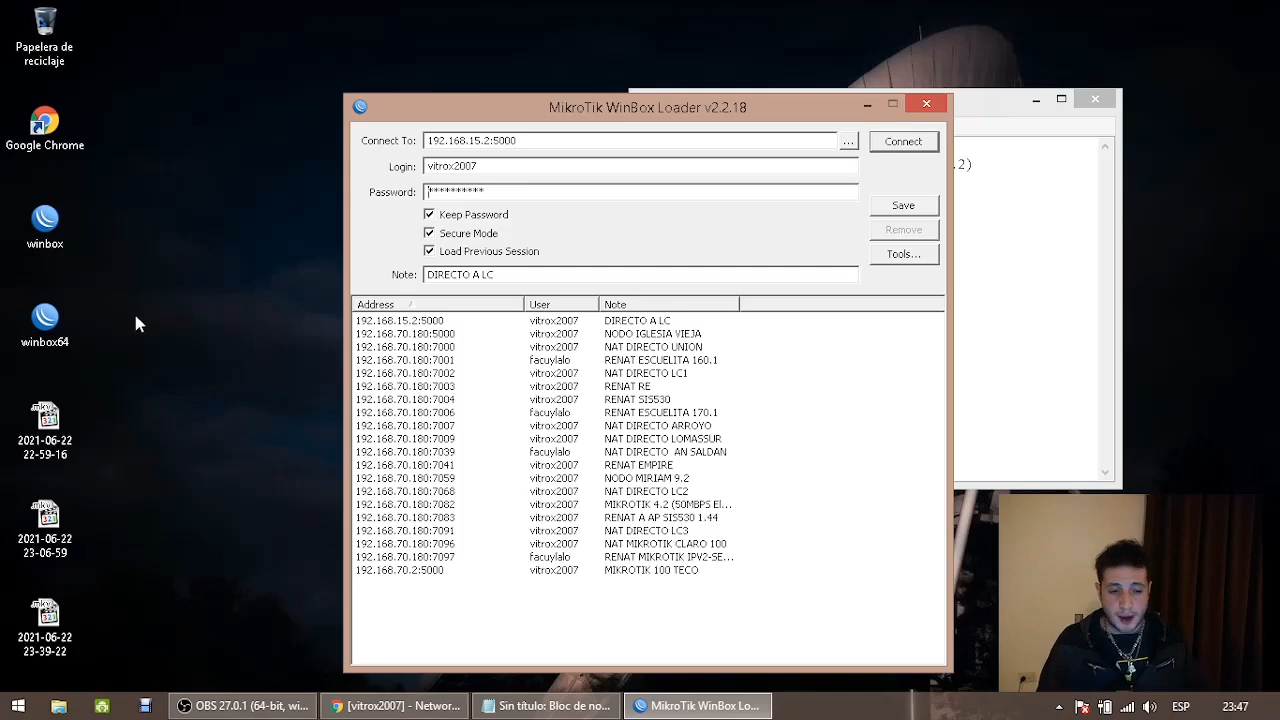 Papelera de
reciclaje
Google Chrome
winbox
winbox64
2021-06-22
22-59-16
2021-06-22
23-06-59
2021-06-22
23-39-22
MikroTik WinBox Loader v2.2.18
Connect To: 192.168.15.2:5000 ... Connect
Login: vitrox2007
Password: **********
Keep Password
Save
Secure Mode
Remove
Load Previous Session
Tools...
Note: DIRECTO A LC
Address User Note
192.168.15.2:5000 vitrox2007 DIRECTO A LC
192.168.70.180:5000 vitrox2007 NODO IGLESIA VIEJA
192.168.70.180:7000 vitrox2007 NAT DIRECTO UNION
192.168.70.180:7001 facuylalo RENAT ESCUELITA 160.1
192.168.70.180:7002 vitrox2007 NAT DIRECTO LC1
192.168.70.180:7003 vitrox2007 RENAT RE
192.168.70.180:7004 vitrox2007 RENAT SIS530
192.168.70.180:7006 facuylalo RENAT ESCUELITA 170.1
192.168.70.180:7007 vitrox2007 NAT DIRECTO ARROYO
192.168.70.180:7009 vitrox2007 NAT DIRECTO LOMASSUR
192.168.70.180:7039 facuylalo NAT DIRECTO AN SALDAN
192.168.70.180:7041 vitrox2007 RENAT EMPIRE
192.168.70.180:7059 vitrox2007 NODO MIRIAM 9.2
192.168.70.180:7068 vitrox2007 NAT DIRECTO LC2
192.168.70.180:7082 vitrox2007 MIKROTIK 4.2 (50MBPS El...
192.168.70.180:7083 vitrox2007 RENAT A AP SIS530 1.44
192.168.70.180:7091 vitrox2007 NAT DIRECTO LC3
192.168.70.180:7096 vitrox2007 NAT MIKROTIK CLARO 100
192.168.70.180:7097 facuylalo RENAT MIKROTIK IPV2-SE...
192.168.70.2:5000 vitrox2007 MIKROTIK 100 TECO
.2)
OBS 27.0.1 (64-bit, wi... [vitrox2007] - Networ... Sin título: Bloc de no... MikroTik WinBox Lo... ESP 23:47